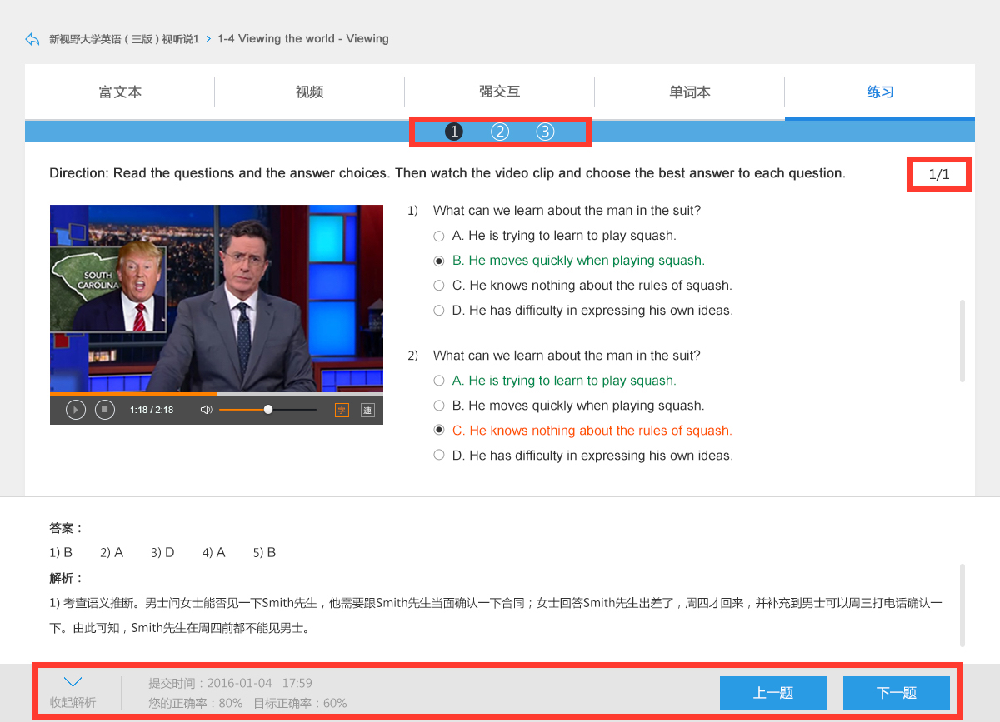 新视野大学英语 ( 三版 ) 视听说1 > 1-4 Viewing the world - Viewing
富文本 视频 强交互 单词本 练习
1 2 3
Direction: Read the questions and the answer choices. Then watch the video clip and choose the best answer to each question.
1/1
SOUTH
CAROLINA
1:18 / 2:18 字 速
1) What can we learn about the man in the suit?
A. He is trying to learn to play squash.
B. He moves quickly when playing squash.
C. He knows nothing about the rules of squash.
D. He has difficulty in expressing his own ideas.
2) What can we learn about the man in the suit?
A. He is trying to learn to play squash.
B. He moves quickly when playing squash.
C. He knows nothing about the rules of squash.
D. He has difficulty in expressing his own ideas.
答案：
1) B 2) A 3) D 4) A 5) B
解析：
1) 考查语义推断。男士问女士能否见一下Smith先生，他需要跟Smith先生当面确认一下合同；女士回答Smith先生出差了，周四才回来，并补充到男士可以周三打电话确认一
下。由此可知，Smith先生在周四前都不能见男士。
收起解析
提交时间：2016-01-04 17:59
您的正确率：80% 目标正确率：60%
上一题 下一题